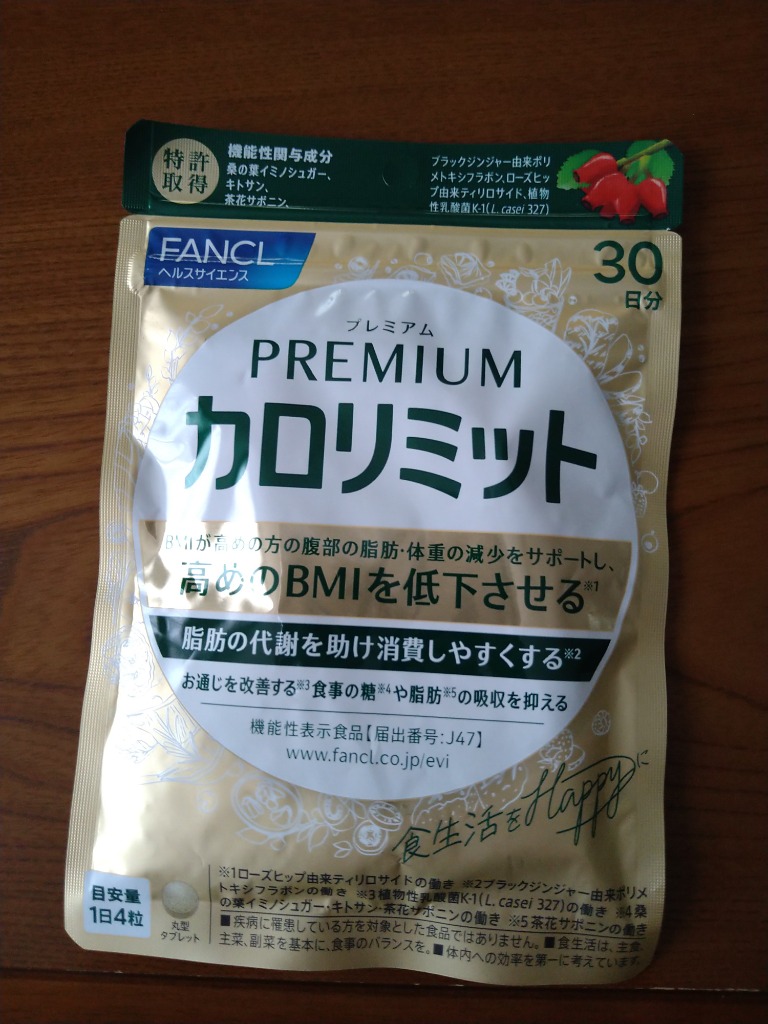 特許
取得
機能性関与成分
桑の葉イミノシュガー、
キトサン、
茶花サポニン、
ブラックジンジャー由来ポリ
メトキシフラボン、ローズヒッ
プ由来ティリロサイド、植物
性乳酸菌K-1(L. casei 327)
FANCL
ヘルスサイエンス
30
日分
プレミアム
PREMIUM
カロリミット
BMIが高めの方の腹部の脂肪・体重の減少をサポートし、
高めのBMIを低下させる※1
脂肪の代謝を助け消費しやすくする※2
お通じを改善する※3食事の糖※4や脂肪※5の吸収を抑える
機能性表示食品【届出番号:J47】
www.fancl.co.jp/evi
食生活をHappyに
目安量
1日4粒
丸型
タブレット
※1ローズヒップ由来ティリロサイドの働き ※2ブラックジンジャー由来ポリメ
トキシフラボンの働き ※3植物性乳酸菌K-1(L. casei 327)の働き ※4桑
の葉イミノシュガー・キトサン・茶花サポニンの働き ※5茶花サポニンの働き
■疾病に罹患している方を対象とした食品ではありません。■食生活は、主食、
主菜、副菜を基本に、食事のバランスを。■体内への効率を第一に考えています。